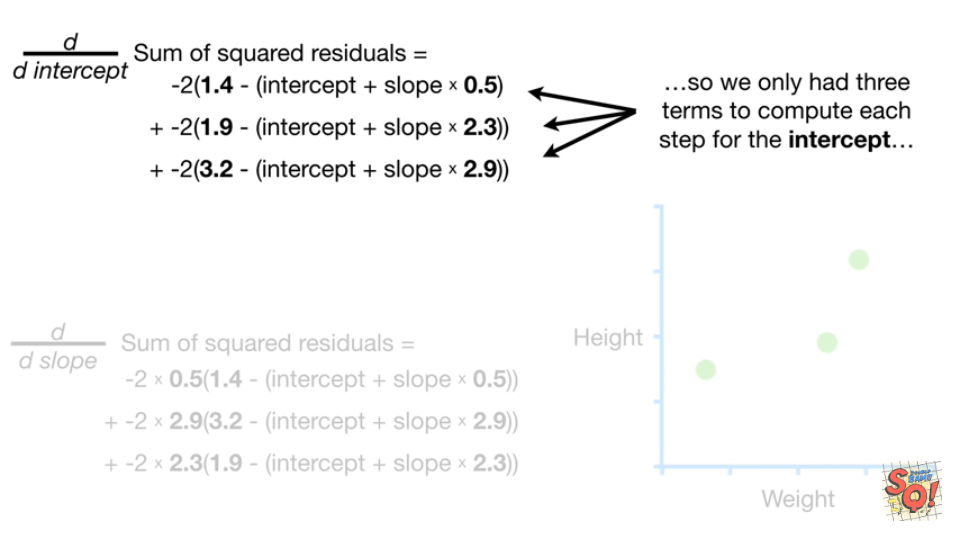 d
d intercept
Sum of squared residuals =
-2(1.4 - (intercept + slope × 0.5)
+ -2(1.9 - (intercept + slope × 2.3))
+ -2(3.2 - (intercept + slope × 2.9))
…so we only had three
terms to compute each
step for the intercept…
d
d slope
Sum of squared residuals =
-2 × 0.5(1.4 - (intercept + slope × 0.5))
+ -2 × 2.9(3.2 - (intercept + slope × 2.9))
+ -2 × 2.3(1.9 - (intercept + slope × 2.3))
Height
Weight
SQ!